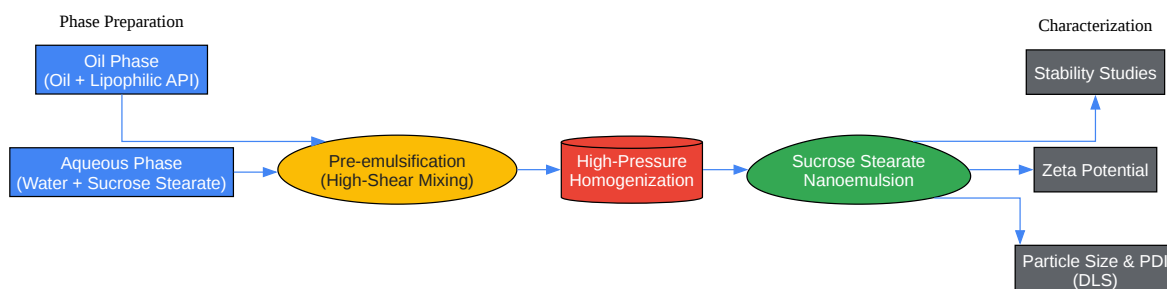 Phase Preparation
Oil Phase
(Oil + Lipophilic API)
Aqueous Phase
(Water + Sucrose Stearate)
Pre-emulsification
(High-Shear Mixing)
High-Pressure
Homogenization
Sucrose Stearate
Nanoemulsion
Characterization
Stability Studies
Zeta Potential
Particle Size & PDI
(DLS)